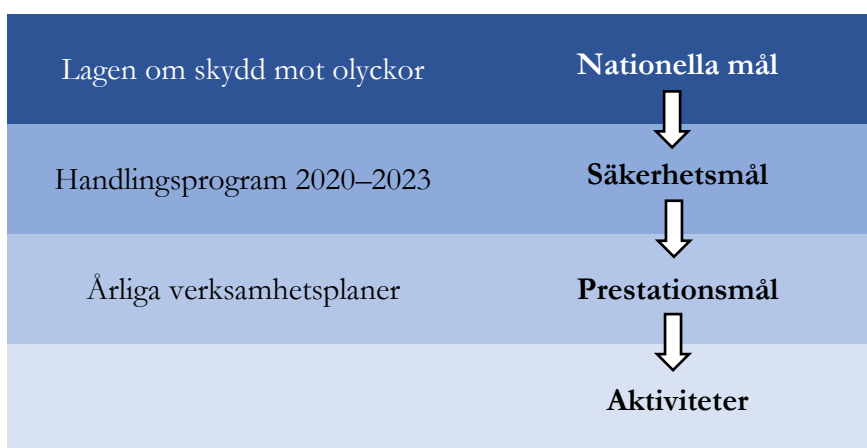 Lagen om skydd mot olyckor
Nationella mål
Handlingsprogram 2020–2023
Säkerhetsmål
Årliga verksamhetsplaner
Prestationsmål
Aktiviteter